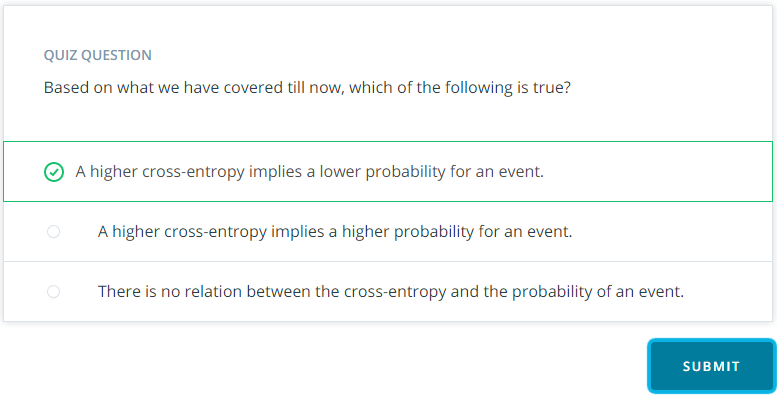 QUIZ QUESTION
Based on what we have covered till now, which of the following is true?
A higher cross-entropy implies a lower probability for an event.
A higher cross-entropy implies a higher probability for an event.
There is no relation between the cross-entropy and the probability of an event.
SUBMIT